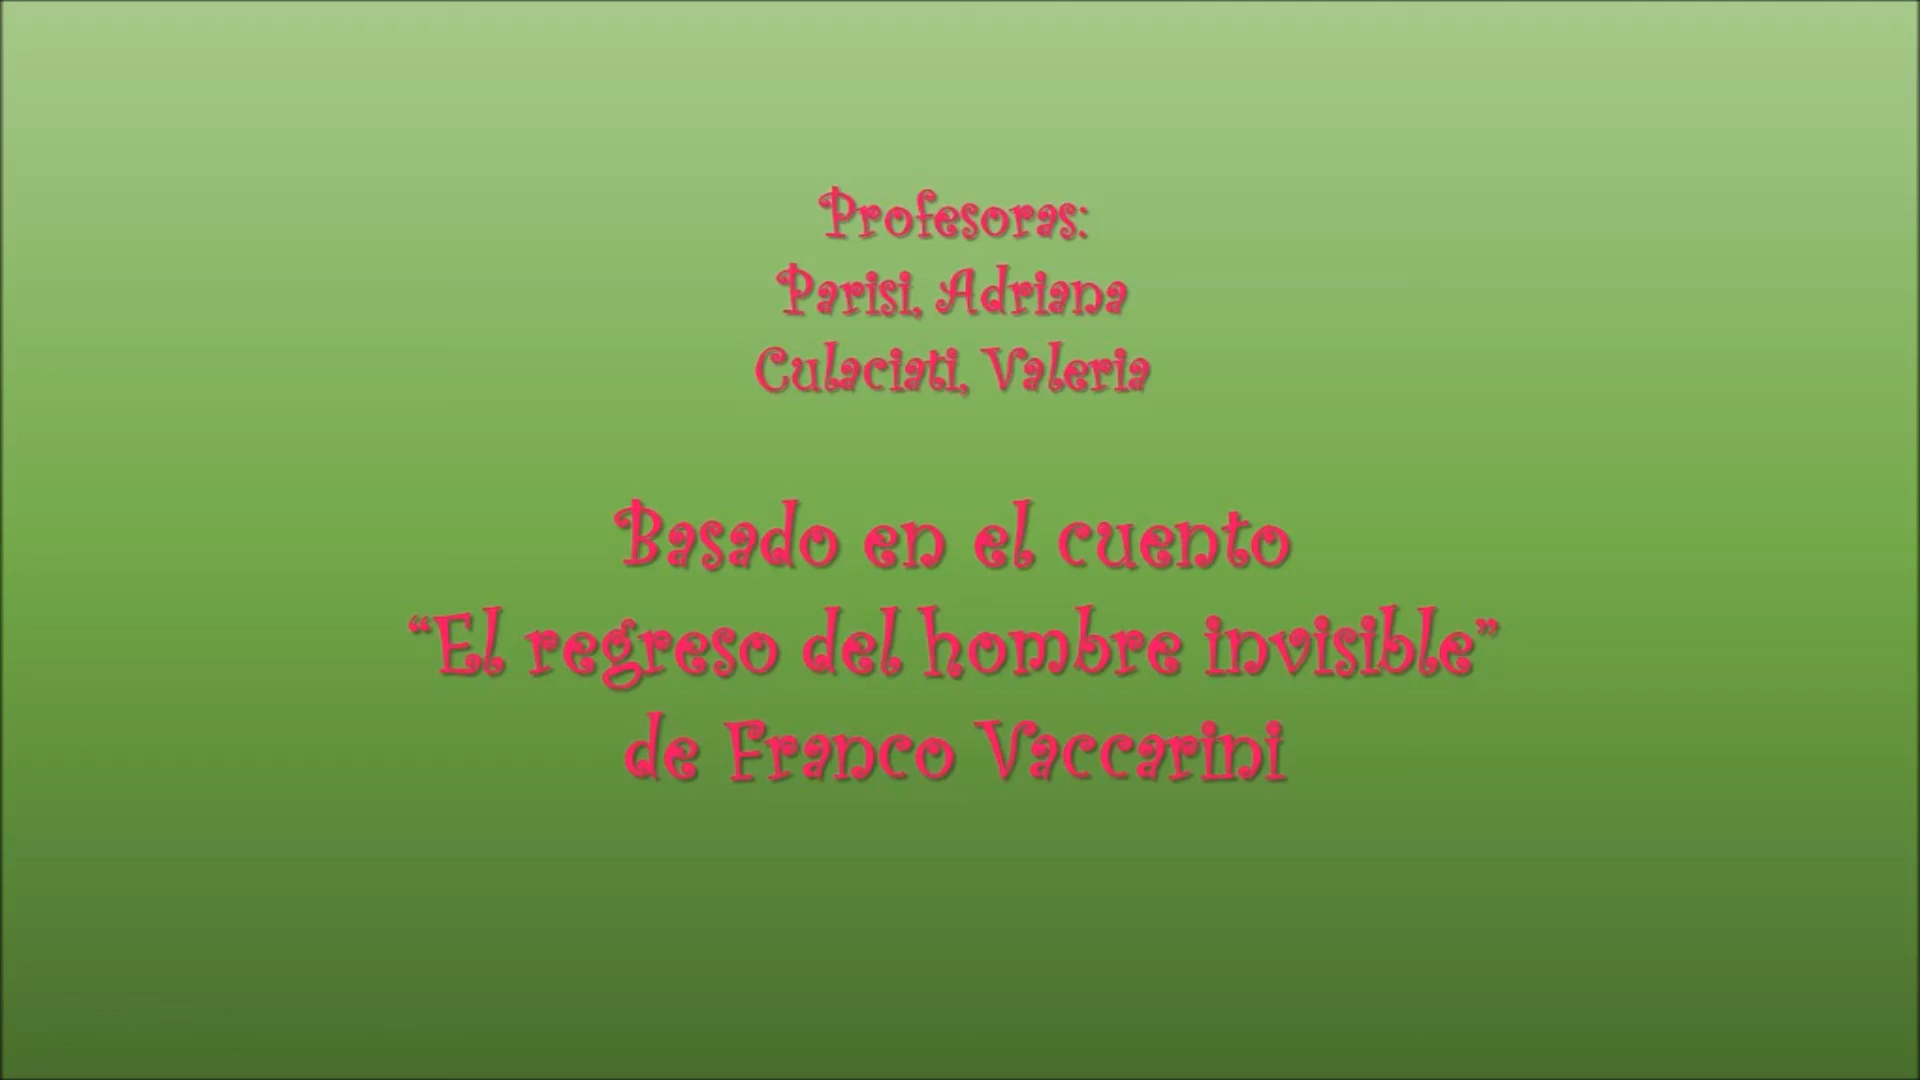 Profesoras:
Parisi, Adriana
Culaciati, Valeria
Basado en el cuento
“El regreso del hombre invisible”
de Franco Vaccarini